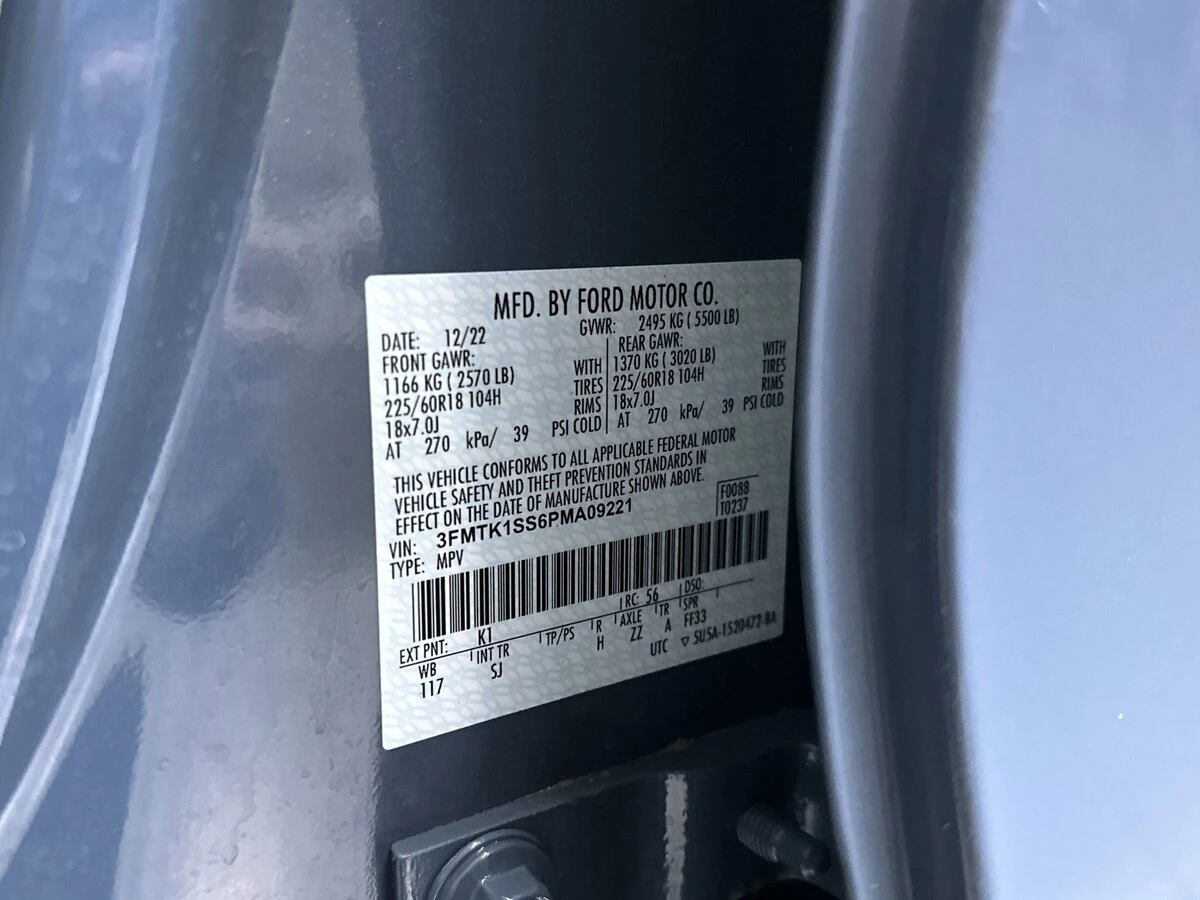 MFD. BY FORD MOTOR CO.
DATE: 12/22 GVWR: 2495 KG ( 5500 LB)
FRONT GAWR: REAR GAWR:
1166 KG ( 2570 LB) WITH 1370 KG ( 3020 LB) WITH
225/60R18 104H TIRES 225/60R18 104H TIRES
18x7.0J RIMS 18x7.0J RIMS
AT 270 kPa/ 39 PSI COLD AT 270 kPa/ 39 PSI COLD
THIS VEHICLE CONFORMS TO ALL APPLICABLE FEDERAL MOTOR
VEHICLE SAFETY AND THEFT PREVENTION STANDARDS IN
EFFECT ON THE DATE OF MANUFACTURE SHOWN ABOVE.
F0088
VIN: 3FMTK1SS6PMA09221 T0237
TYPE: MPV
EXT PNT: K1 RC: 56 DSO:
WB INT TR TP/PS R AXLE TR SPR
117 SJ H ZZ A FF33
UTC ▽ SU5A-1520472-BA